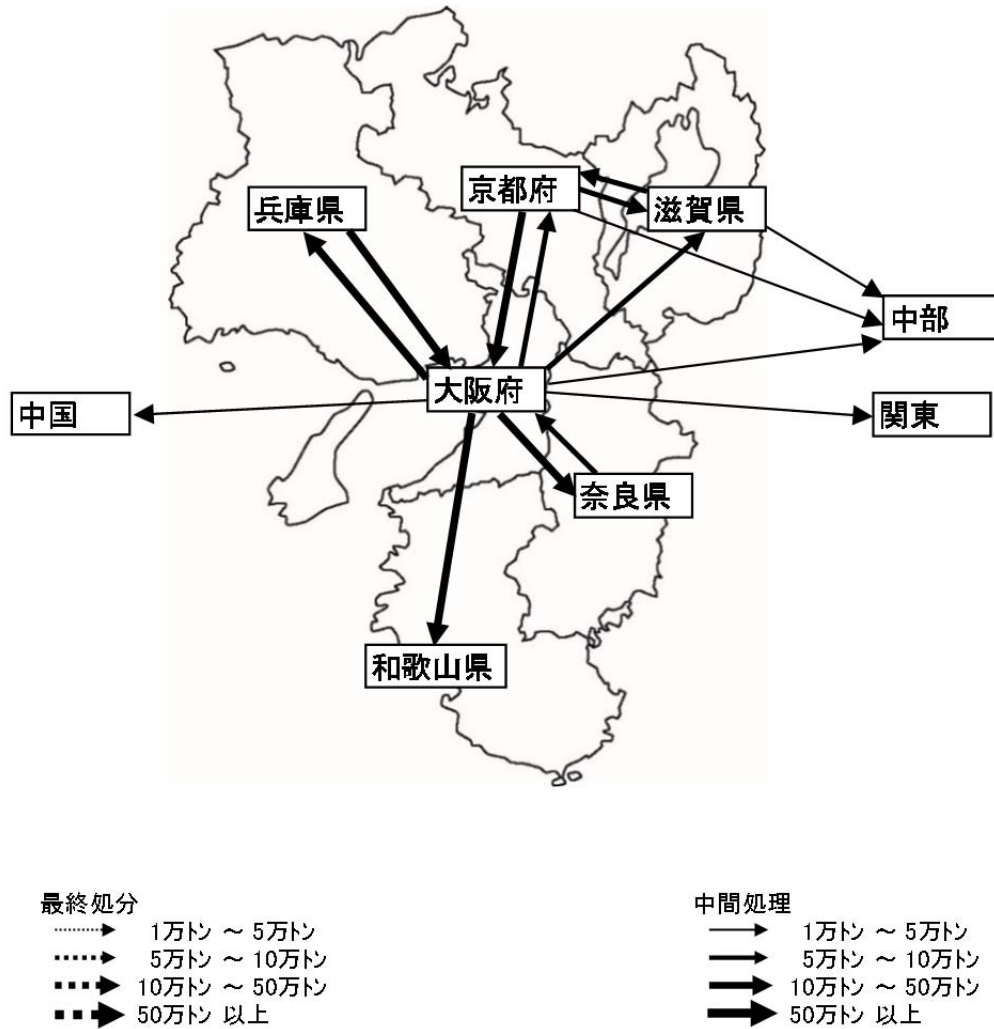 京都府
兵庫県
滋賀県
中部
大阪府
中国
関東
奈良県
和歌山県
最終処分
1万トン ～ 5万トン
5万トン ～ 10万トン
10万トン ～ 50万トン
50万トン 以上
中間処理
1万トン ～ 5万トン
5万トン ～ 10万トン
10万トン ～ 50万トン
50万トン 以上